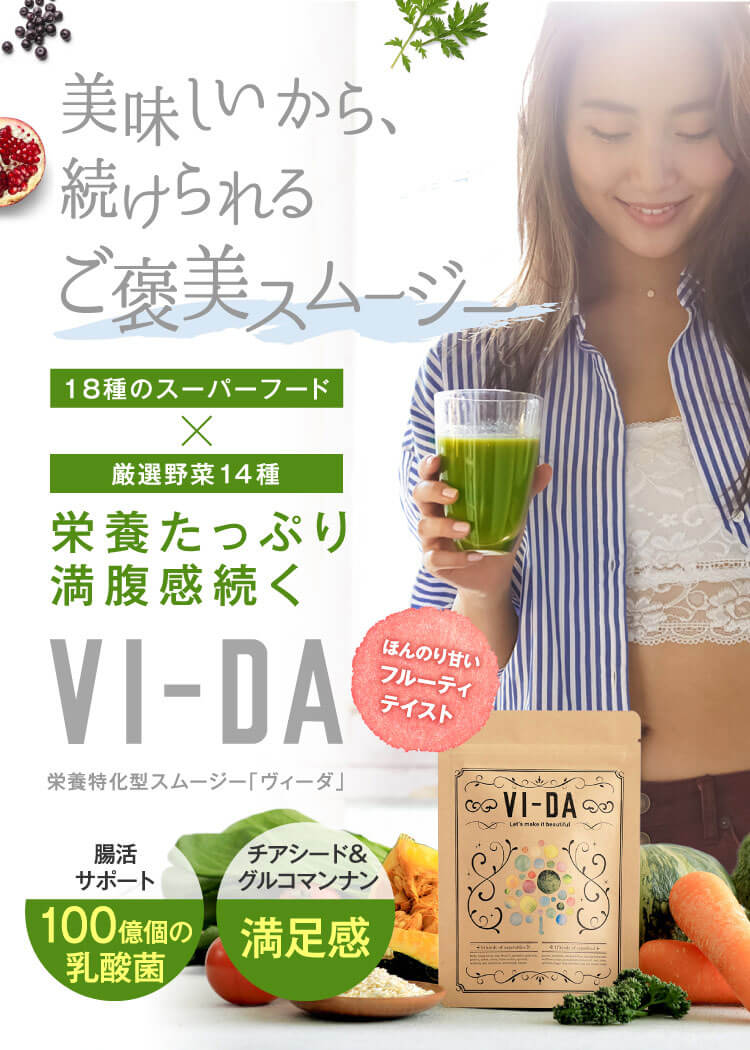 美味しいから、
続けられる
ご褒美スムージー
18種のスーパーフード
×
厳選野菜14種
栄養たっぷり
満腹感続く
VI-DA
栄養特化型スムージー「ヴィーダ」
ほんのり甘い
フルーティ
テイスト
VI-DA
Let's make it beautiful
腸活
サポート
100億個の
乳酸菌
チアシード&
グルコマンナン
満足感